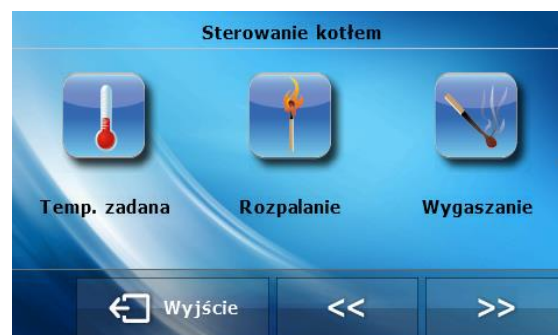 Sterowanie kotłem
Temp. zadana Rozpalanie Wygaszanie
Wyjście << >>